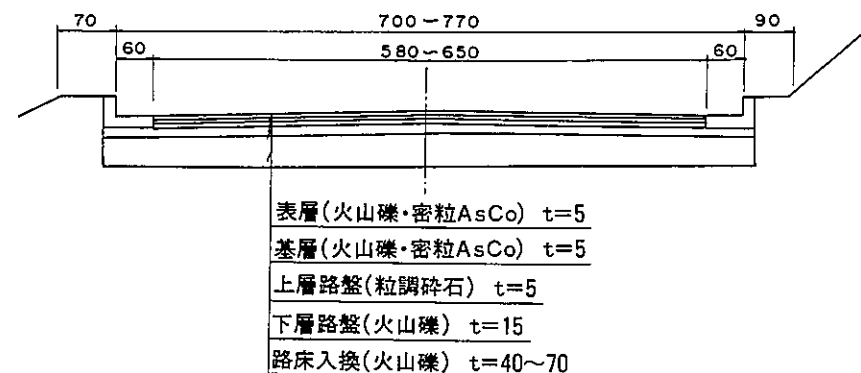 70 700~770 90
60 580~650 60
表層(火山礫・密粒AsCo) t=5
基層(火山礫・密粒AsCo) t=5
上層路盤(粒調砕石) t=5
下層路盤(火山礫) t=15
路床入換(火山礫) t=40~70